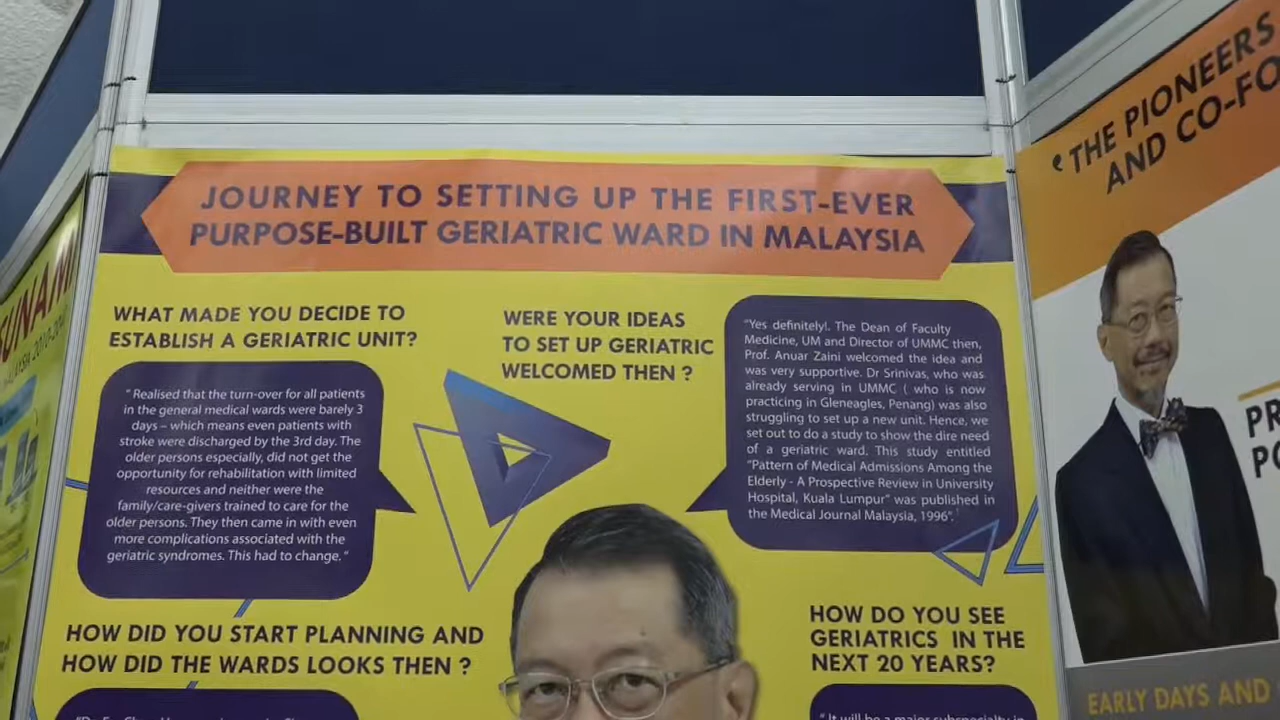 JOURNEY TO SETTING UP THE FIRST-EVER
PURPOSE-BUILT GERIATRIC WARD IN MALAYSIA
WHAT MADE YOU DECIDE TO
ESTABLISH A GERIATRIC UNIT?
" Realised that the turn-over for all patients
in the general medical wards were barely 3
days – which means even patients with
stroke were discharged by the 3rd day. The
older persons especially, did not get the
opportunity for rehabilitation with limited
resources and neither were the
family/care-givers trained to care for the
older persons. They then came in with even
more complications associated with the
geriatric syndromes. This had to change. "
WERE YOUR IDEAS
TO SET UP GERIATRIC
WELCOMED THEN ?
"Yes definitely!. The Dean of Faculty
Medicine, UM and Director of UMMC then,
Prof. Anuar Zaini welcomed the idea and
was very supportive. Dr Srinivas, who was
already serving in UMMC ( who is now
practicing in Gleneagles, Penang) was also
struggling to set up a new unit. Hence, we
set out to do a study to show the dire need
of a geriatric ward. This study entitled
"Pattern of Medical Admissions Among the
Elderly - A Prospective Review in University
Hospital, Kuala Lumpur" was published in
the Medical Journal Malaysia, 1996".
HOW DID YOU START PLANNING AND
HOW DID THE WARDS LOOKS THEN ?
HOW DO YOU SEE
GERIATRICS IN THE
NEXT 20 YEARS?
" It will be a major subspecialty in
‘ THE PIONEERS
AND CO-FO
PR
PO
EARLY DAYS AND